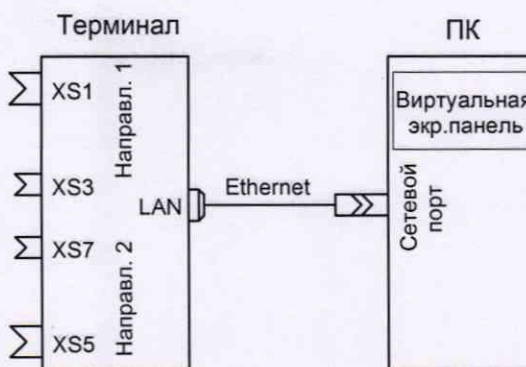 Терминал
ПК
XS1
Направл. 1
XS3
LAN
XS7
Направл. 2
XS5
Ethernet
Виртуальная
экр.панель
Сетевой
порт